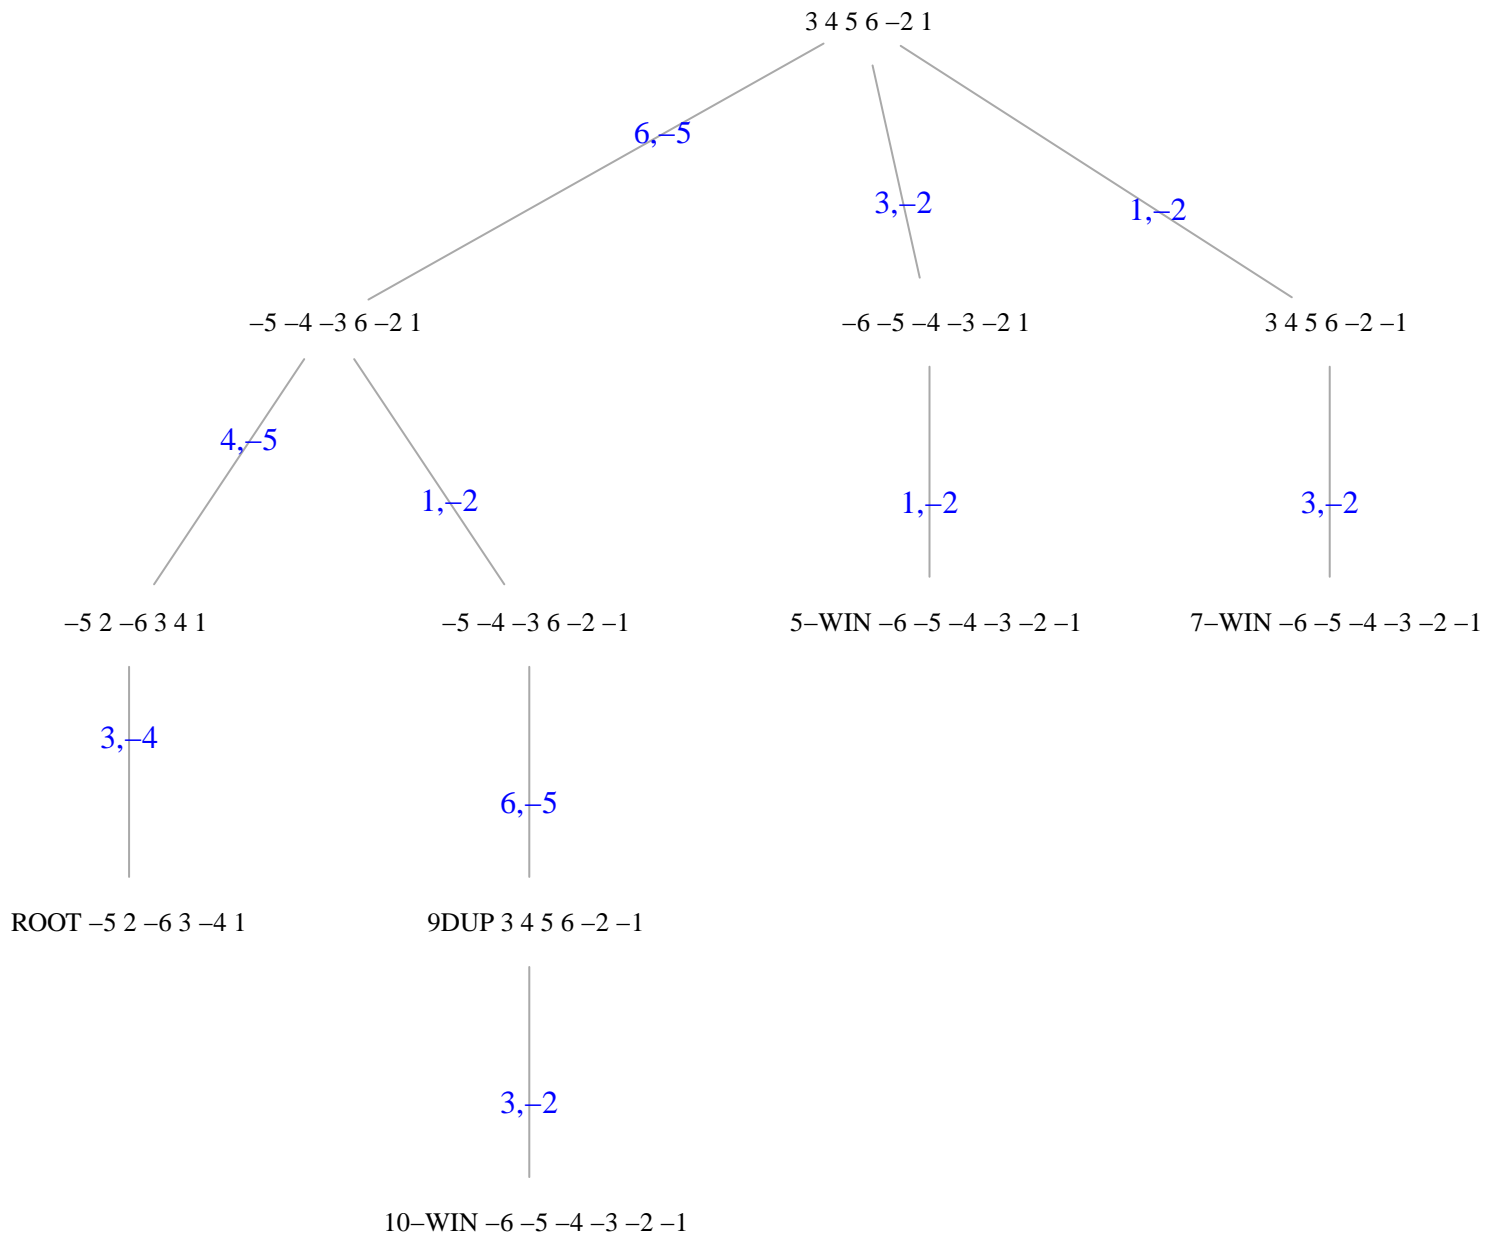 3 4 5 6 –2 1
6,–5
3,–2
1,–2
–5 –4 –3 6 –2 1
–6 –5 –4 –3 –2 1
3 4 5 6 –2 –1
4,–5
1,–2
1,–2
3,–2
–5 2 –6 3 4 1
–5 –4 –3 6 –2 –1
5–WIN –6 –5 –4 –3 –2 –1
7–WIN –6 –5 –4 –3 –2 –1
3,–4
6,–5
ROOT –5 2 –6 3 –4 1
9DUP 3 4 5 6 –2 –1
3,–2
10–WIN –6 –5 –4 –3 –2 –1